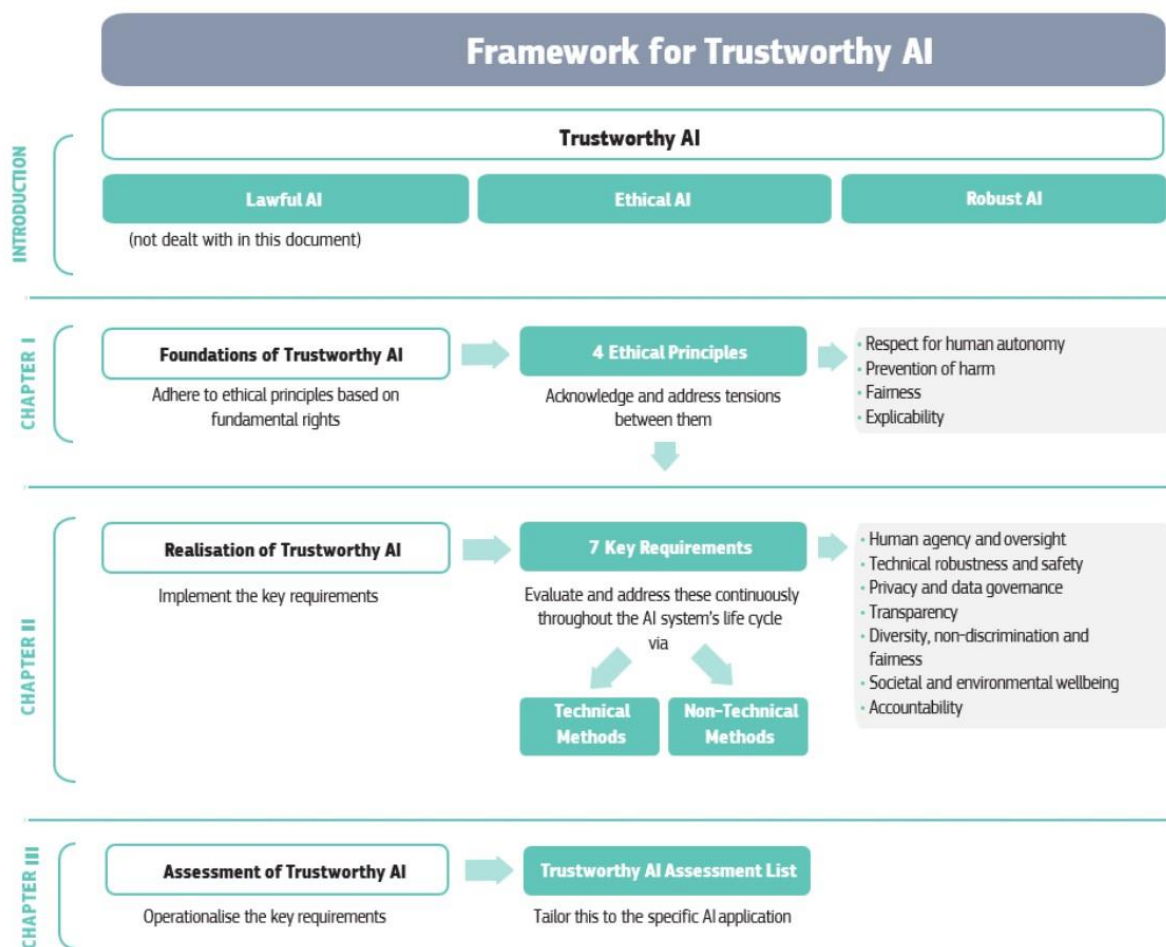 Framework for Trustworthy AI
INTRODUCTION
Trustworthy AI
Lawful AI
Ethical AI
Robust AI
(not dealt with in this document)
CHAPTER I
Foundations of Trustworthy AI
Adhere to ethical principles based on
fundamental rights
4 Ethical Principles
Acknowledge and address tensions
between them
• Respect for human autonomy
• Prevention of harm
• Fairness
• Explicability
CHAPTER II
Realisation of Trustworthy AI
Implement the key requirements
7 Key Requirements
Evaluate and address these continuously
throughout the AI system's life cycle
via
Technical
Methods
Non-Technical
Methods
• Human agency and oversight
• Technical robustness and safety
• Privacy and data governance
• Transparency
• Diversity, non-discrimination and
fairness
• Societal and environmental wellbeing
• Accountability
CHAPTER III
Assessment of Trustworthy AI
Operationalise the key requirements
Trustworthy AI Assessment List
Tailor this to the specific AI application